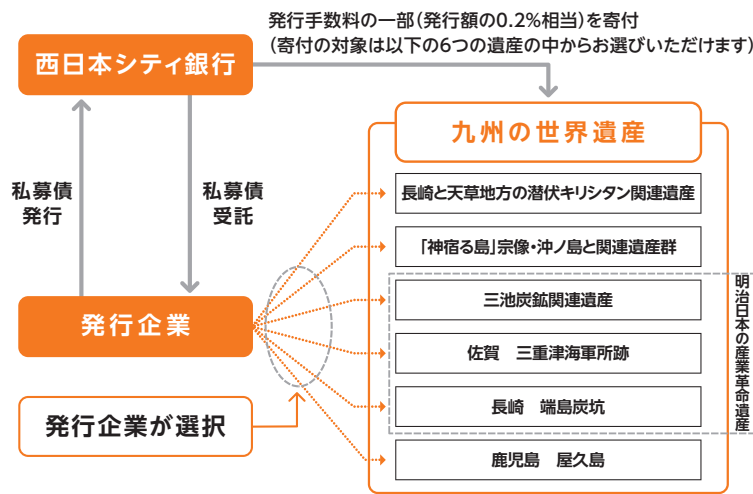 発行手数料の一部(発行額の0.2%相当)を寄付
(寄付の対象は以下の6つの遺産の中からお選びいただけます)
西日本シティ銀行
九州の世界遺産
私募債
発行
私募債
受託
長崎と天草地方の潜伏キリシタン関連遺産
「神宿る島」宗像・沖ノ島と関連遺産群
三池炭鉱関連遺産
佐賀　三重津海軍所跡
長崎　端島炭坑
鹿児島　屋久島
明治日本の産業革命遺産
発行企業
発行企業が選択